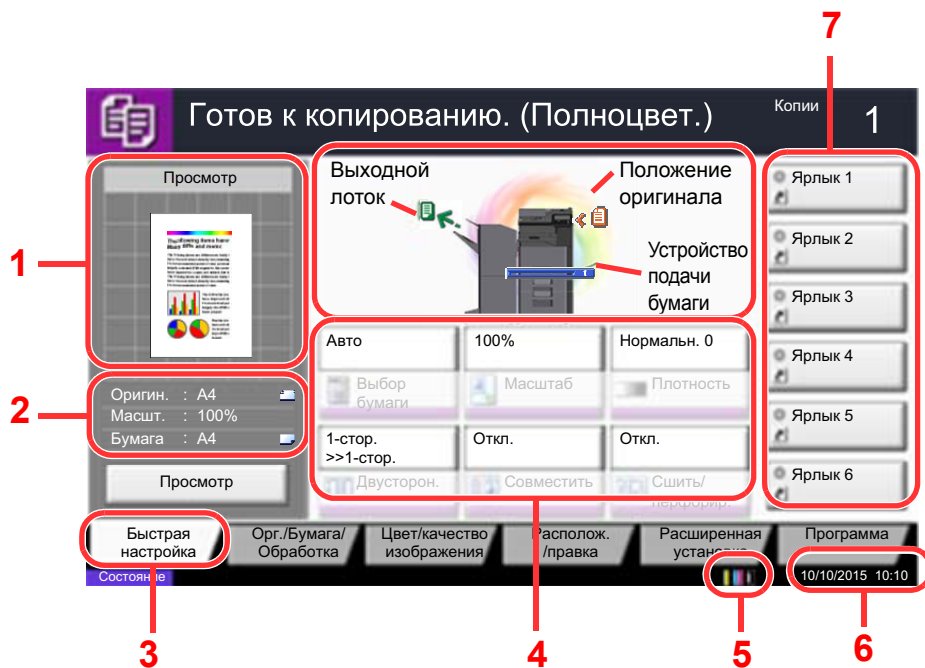 7
Готов к копированию. (Полноцвет.)
Копии
1
Просмотр
1
Выходной
лоток
Положение
оригинала
Устройство
подачи
бумаги
Ярлык 1
Ярлык 2
Ярлык 3
Ярлык 4
Ярлык 5
Ярлык 6
2
Оригин. : A4
Масшт. : 100%
Бумага : A4
Просмотр
Авто
100%
Нормальн. 0
Выбор
бумаги
Масштаб
Плотность
1-стор.
>>1-стор.
Откл.
Откл.
Двусторон.
Совместить
Сшить/
перфорир.
Быстрая
настройка
Орг./Бумага/
Обработка
Цвет/качество
изображения
Располож.
/правка
Расширенная
установка
Программа
Состояние
10/10/2015 10:10
3
4
5
6